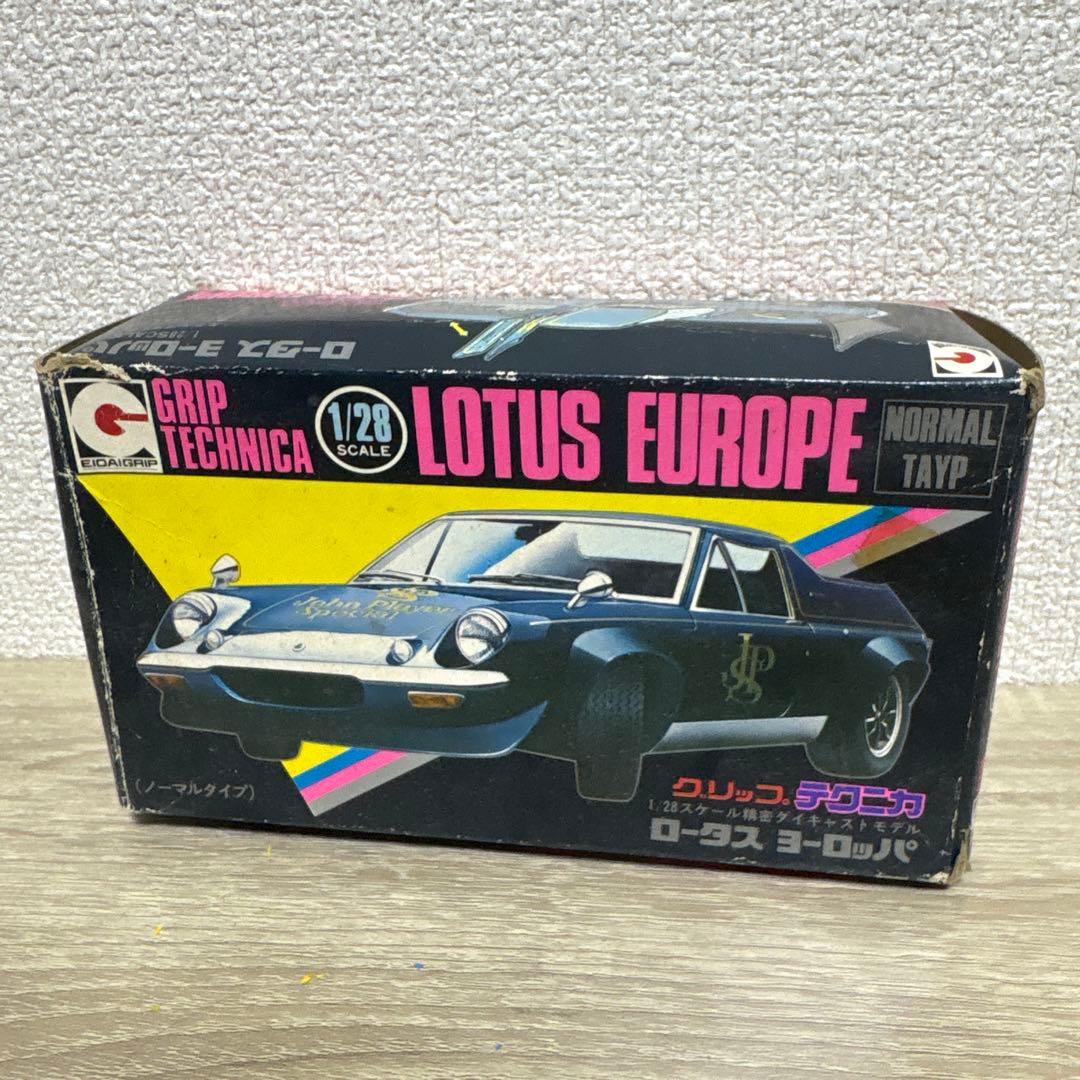 ロータス ヨーロッパ
1/28SCA
GRIP
TECHNICA
1/28
SCALE
LOTUS EUROPE
NORMAL
TAYP
EIDAIGRIP
John Player
Special
JPS
(ノーマルタイプ)
グリップ テクニカ
1/28スケール精密ダイキャストモデル
ロータス ヨーロッパ